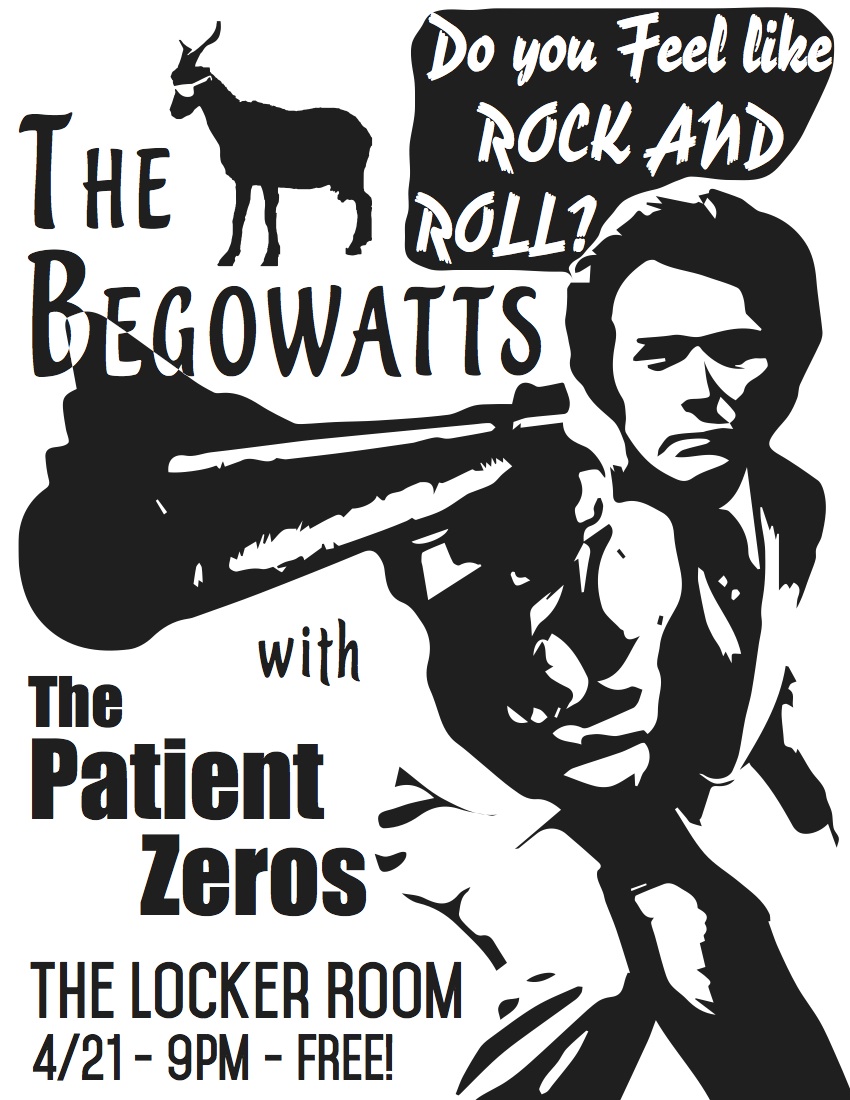 Do you Feel like
ROCK AND
ROLL?
THE
BEGOWATTS
with
The
Patient
Zeros
THE LOCKER ROOM
4/21 - 9PM - FREE!